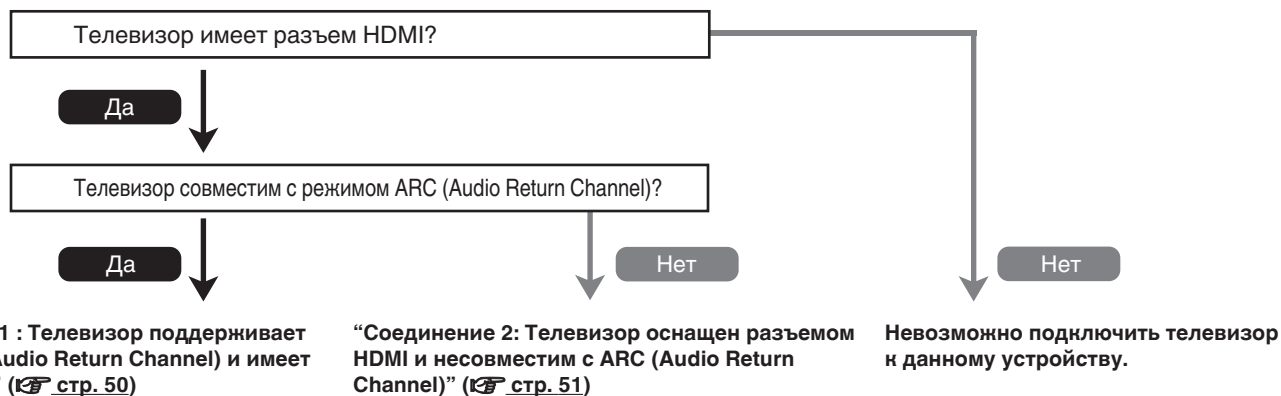 Телевизор имеет разъем HDMI?
Да
Телевизор совместим с режимом ARC (Audio Return Channel)?
Да
Нет
Нет
1 : Телевизор поддерживает
Audio Return Channel) и имеет
” (стр. 50)
“Соединение 2: Телевизор оснащен разъемом
HDMI и несовместим с ARC (Audio Return
Channel)” (стр. 51)
Невозможно подключить телевизор
к данному устройству.